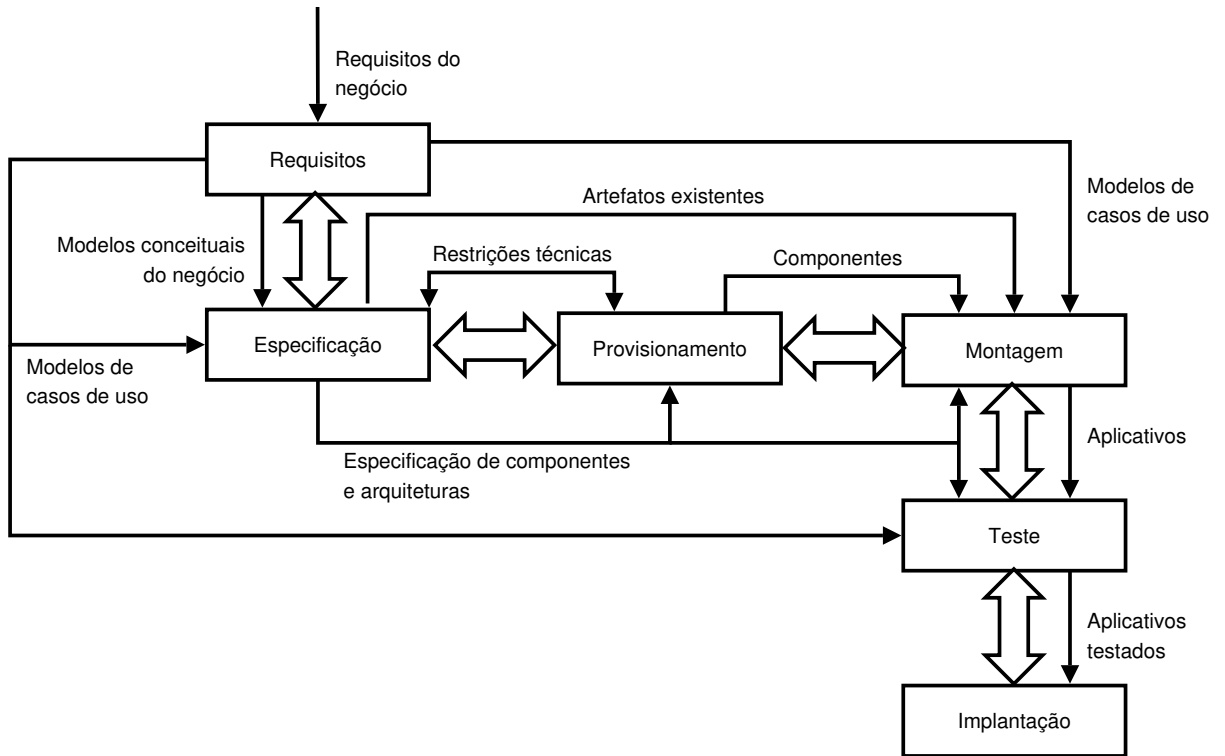 Requisitos do
negócio
Requisitos
Artefatos existentes
Modelos de
casos de uso
Modelos conceituais
do negócio
Restrições técnicas
Componentes
Especificação
Provisionamento
Montagem
Modelos de
casos de uso
Especificação de componentes
e arquiteturas
Aplicativos
Teste
Aplicativos
testados
Implantação